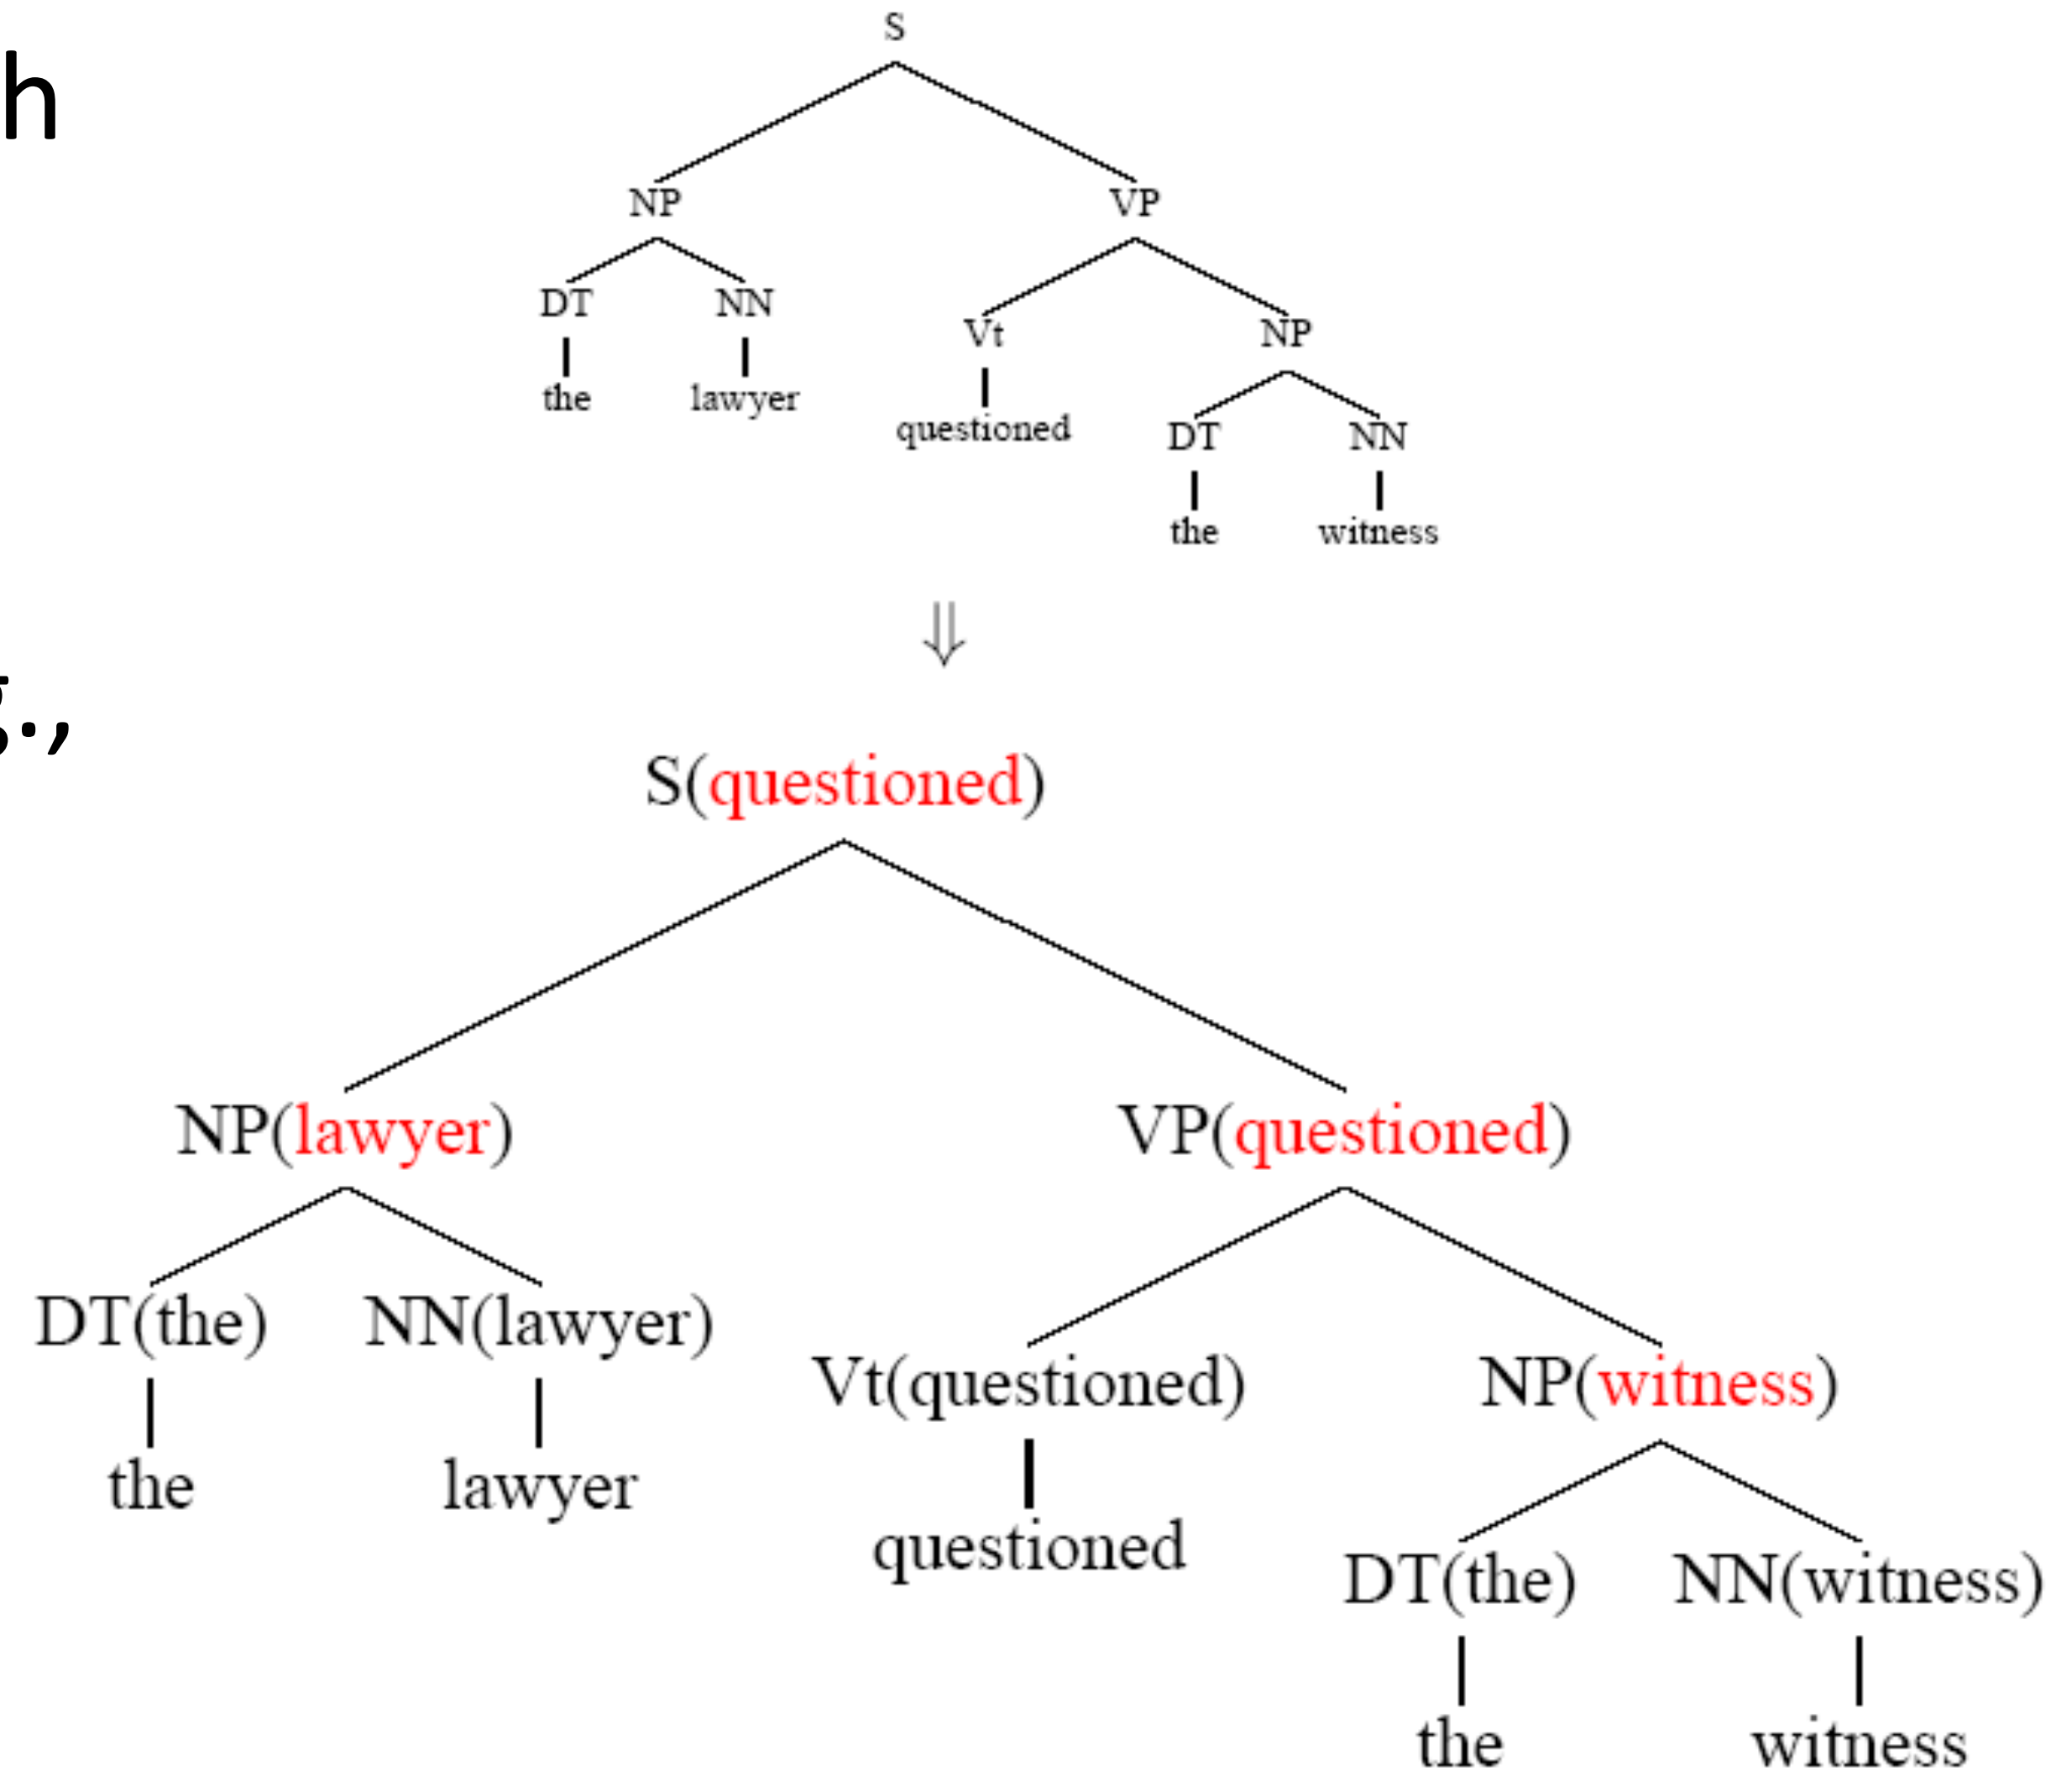 h
S
NP VP
DT NN
Vt NP
the lawyer
questioned DT NN
the witness
⇓
g.,
S(questioned)
NP(lawyer) VP(questioned)
DT(the) NN(lawyer)
Vt(questioned) NP(witness)
the lawyer
questioned
DT(the) NN(witness)
the witness